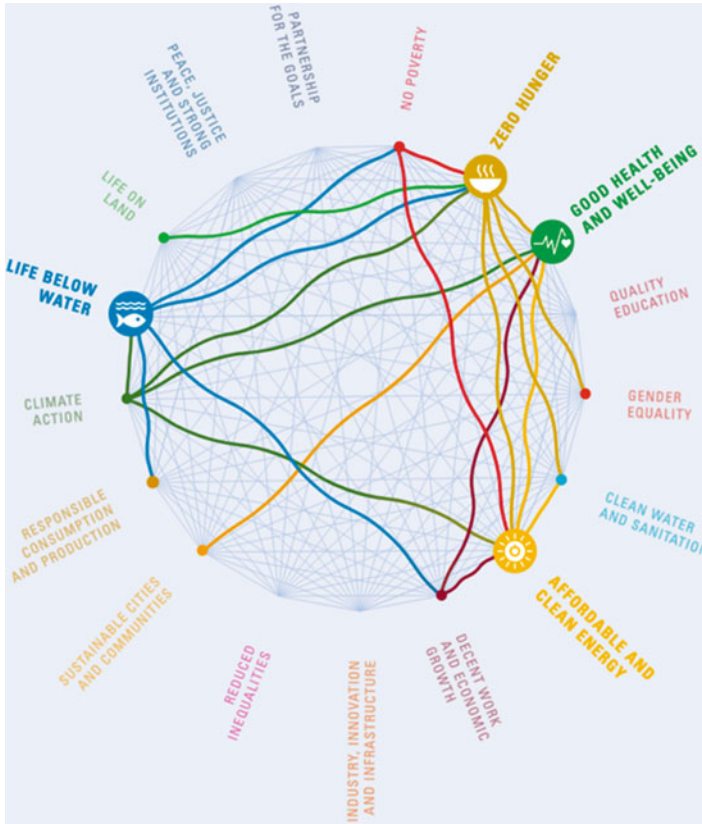 PARTNERSHIP
FOR THE GOALS
NO POVERTY
ZERO HUNGER
GOOD HEALTH
AND WELL-BEING
QUALITY
EDUCATION
GENDER
EQUALITY
CLEAN WATER
AND SANITATION
AFFORDABLE AND
CLEAN ENERGY
DECENT WORK
AND ECONOMIC
GROWTH
INDUSTRY, INNOVATION
AND INFRASTRUCTURE
REDUCED
INEQUALITIES
SUSTAINABLE CITIES
AND COMMUNITIES
RESPONSIBLE
CONSUMPTION
AND PRODUCTION
CLIMATE
ACTION
LIFE BELOW
WATER
LIFE ON
LAND
PEACE, JUSTICE
AND STRONG
INSTITUTIONS